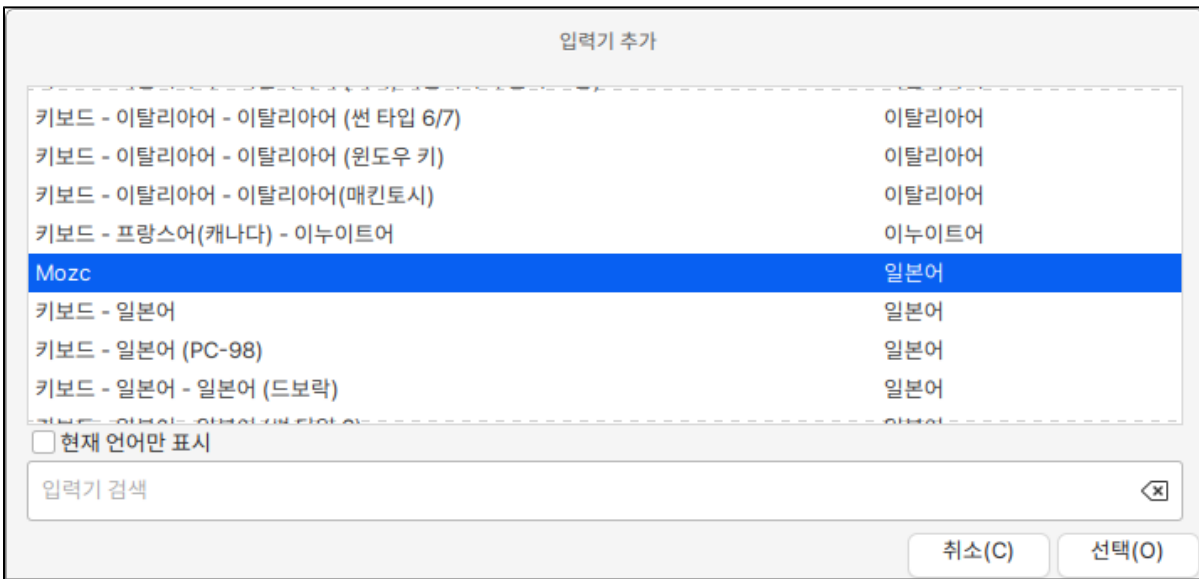 입력기 추가
키보드 - 이탈리아어 - 이탈리아어 (썬 타입 6/7) 이탈리아어
키보드 - 이탈리아어 - 이탈리아어 (윈도우 키) 이탈리아어
키보드 - 이탈리아어 - 이탈리아어(매킨토시) 이탈리아어
키보드 - 프랑스어(캐나다) - 이누이트어 이누이트어
Mozc 일본어
키보드 - 일본어 일본어
키보드 - 일본어 (PC-98) 일본어
키보드 - 일본어 - 일본어 (드보락) 일본어
현재 언어만 표시
입력기 검색
취소(C) 선택(O)